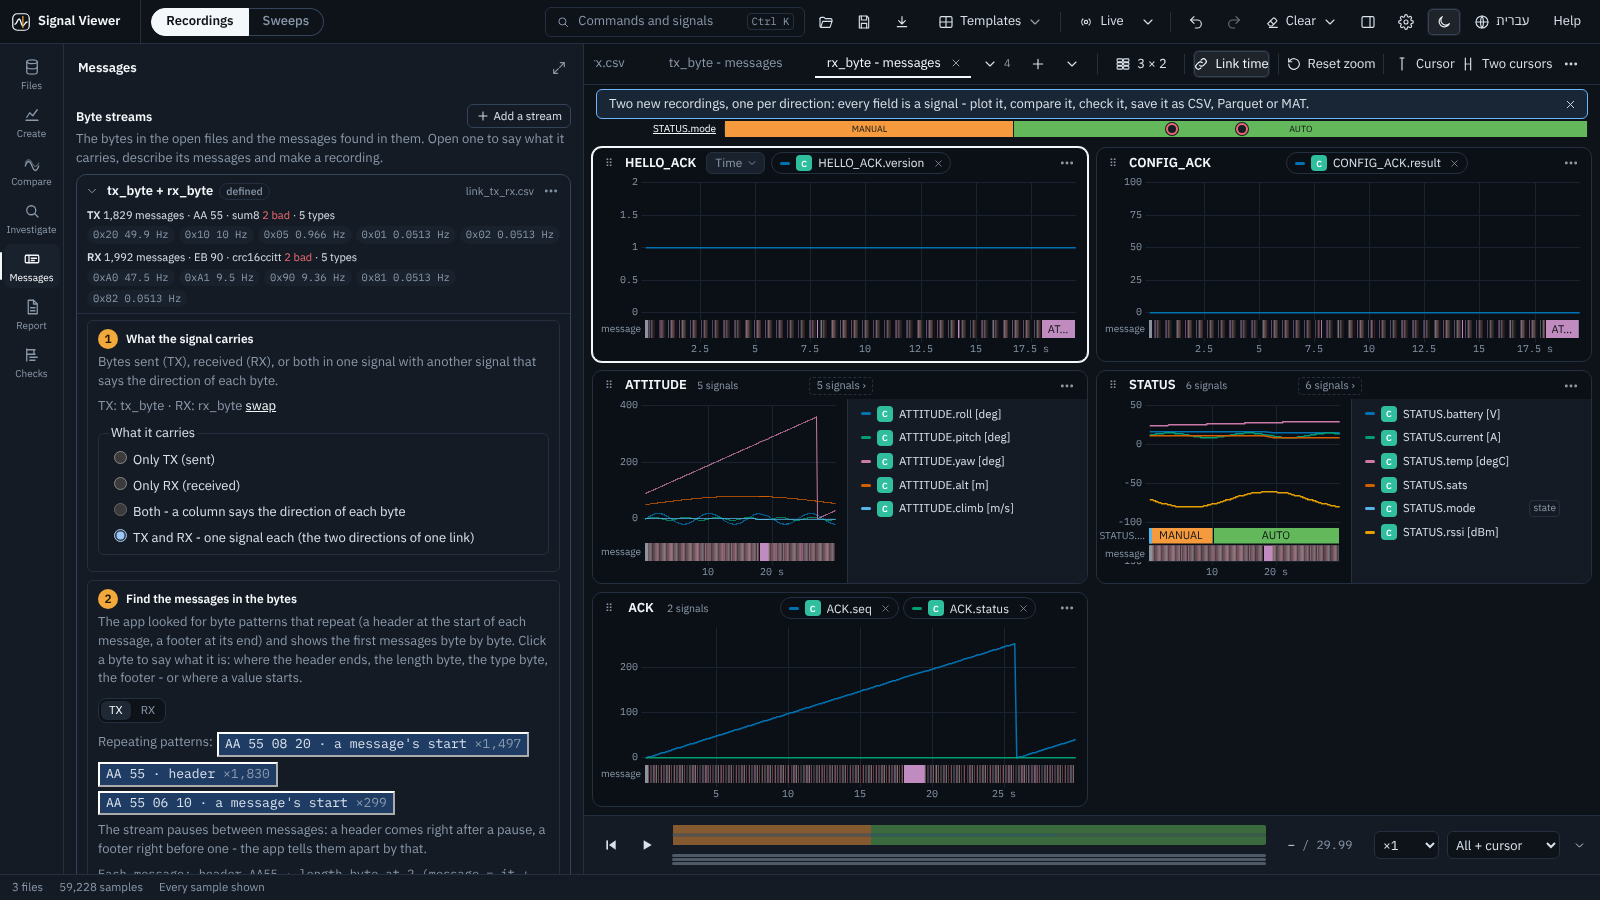 Signal Viewer
Recordings
Sweeps
Commands and signals
Ctrl K
Templates
Live
Clear
עברית
Help
Files
Create
Compare
Investigate
Messages
Report
Checks
Messages
Byte streams
Add a stream
The bytes in the open files and the messages found in them. Open one to say what it
carries, describe its messages and make a recording.
tx_byte + rx_byte defined link_tx_rx.csv
TX 1,829 messages · AA 55 · sum8 2 bad · 5 types
0x20 49.9 Hz 0x10 10 Hz 0x05 0.966 Hz 0x01 0.0513 Hz 0x02 0.0513 Hz
RX 1,992 messages · EB 90 · crc16ccitt 2 bad · 5 types
0xA0 47.5 Hz 0xA1 9.5 Hz 0x90 9.36 Hz 0x81 0.0513 Hz
0x82 0.0513 Hz
1 What the signal carries
Bytes sent (TX), received (RX), or both in one signal with another signal that
says the direction of each byte.
TX: tx_byte · RX: rx_byte swap
What it carries
Only TX (sent)
Only RX (received)
Both - a column says the direction of each byte
TX and RX - one signal each (the two directions of one link)
2 Find the messages in the bytes
The app looked for byte patterns that repeat (a header at the start of each
message, a footer at its end) and shows the first messages byte by byte. Click
a byte to say what it is: where the header ends, the length byte, the type byte,
the footer - or where a value starts.
TX RX
Repeating patterns: AA 55 08 20 · a message's start ×1,497
AA 55 · header ×1,830
AA 55 06 10 · a message's start ×299
The stream pauses between messages: a header comes right after a pause, a
footer right before one - the app tells them apart by that.
x.csv
tx_byte - messages
rx_byte - messages
4
3 × 2
Link time
Reset zoom
Cursor
Two cursors
Two new recordings, one per direction: every field is a signal - plot it, compare it, check it, save it as CSV, Parquet or MAT.
STATUS.mode MANUAL AUTO
HELLO_ACK Time C HELLO_ACK.version
2
1.5
1
0.5
0
message AT...
2.5 5 7.5 10 12.5 15 17.5 s
CONFIG_ACK C CONFIG_ACK.result
100
75
50
25
0
message AT...
2.5 5 7.5 10 12.5 15 17.5 s
ATTITUDE 5 signals 5 signals ›
400
200
0
message
10 20 s
C ATTITUDE.roll [deg]
C ATTITUDE.pitch [deg]
C ATTITUDE.yaw [deg]
C ATTITUDE.alt [m]
C ATTITUDE.climb [m/s]
STATUS 6 signals 6 signals ›
50
0
-50
-100
STATUS.... MANUAL AUTO
message
10 20 s
C STATUS.battery [V]
C STATUS.current [A]
C STATUS.temp [degC]
C STATUS.sats
C STATUS.mode state
C STATUS.rssi [dBm]
ACK 2 signals C ACK.seq C ACK.status
200
100
0
message
5 10 15 20 25 s
– / 29.99
×1
All + cursor
3 files 59,228 samples Every sample shown